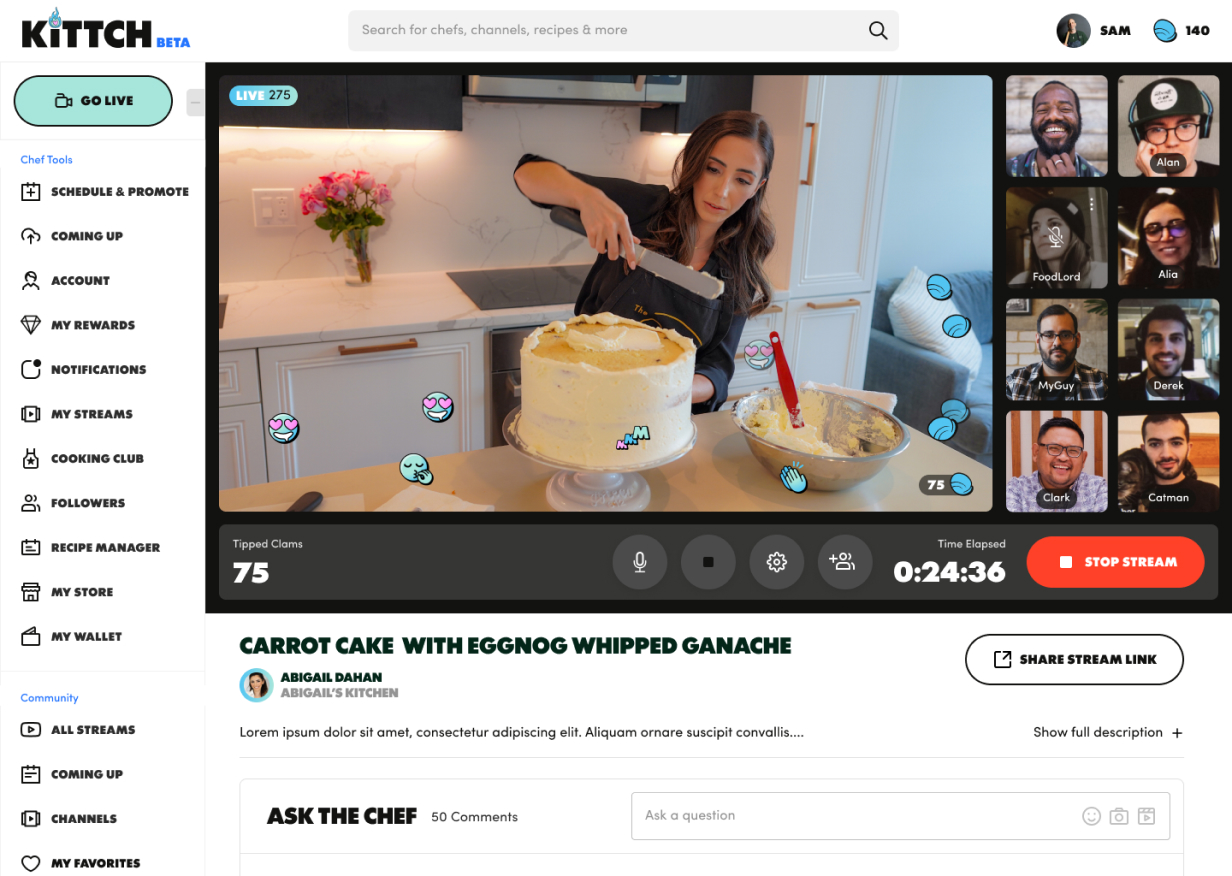 KiTTCH BETA
Search for chefs, channels, recipes & more
SAM
140
GO LIVE
Chef Tools
SCHEDULE & PROMOTE
COMING UP
ACCOUNT
MY REWARDS
NOTIFICATIONS
MY STREAMS
COOKING CLUB
FOLLOWERS
RECIPE MANAGER
MY STORE
MY WALLET
Community
ALL STREAMS
COMING UP
CHANNELS
MY FAVORITES
LIVE 275
The
MMM
75
Alan
FoodLord
Alia
MyGuy
Derek
Clark
Catman
Tipped Clams
75
Time Elapsed
0:24:36
STOP STREAM
CARROT CAKE WITH EGGNOG WHIPPED GANACHE
ABIGAIL DAHAN
ABIGAIL'S KITCHEN
SHARE STREAM LINK
Lorem ipsum dolor sit amet, consectetur adipiscing elit. Aliquam ornare suscipit convallis....
Show full description +
ASK THE CHEF
50 Comments
Ask a question